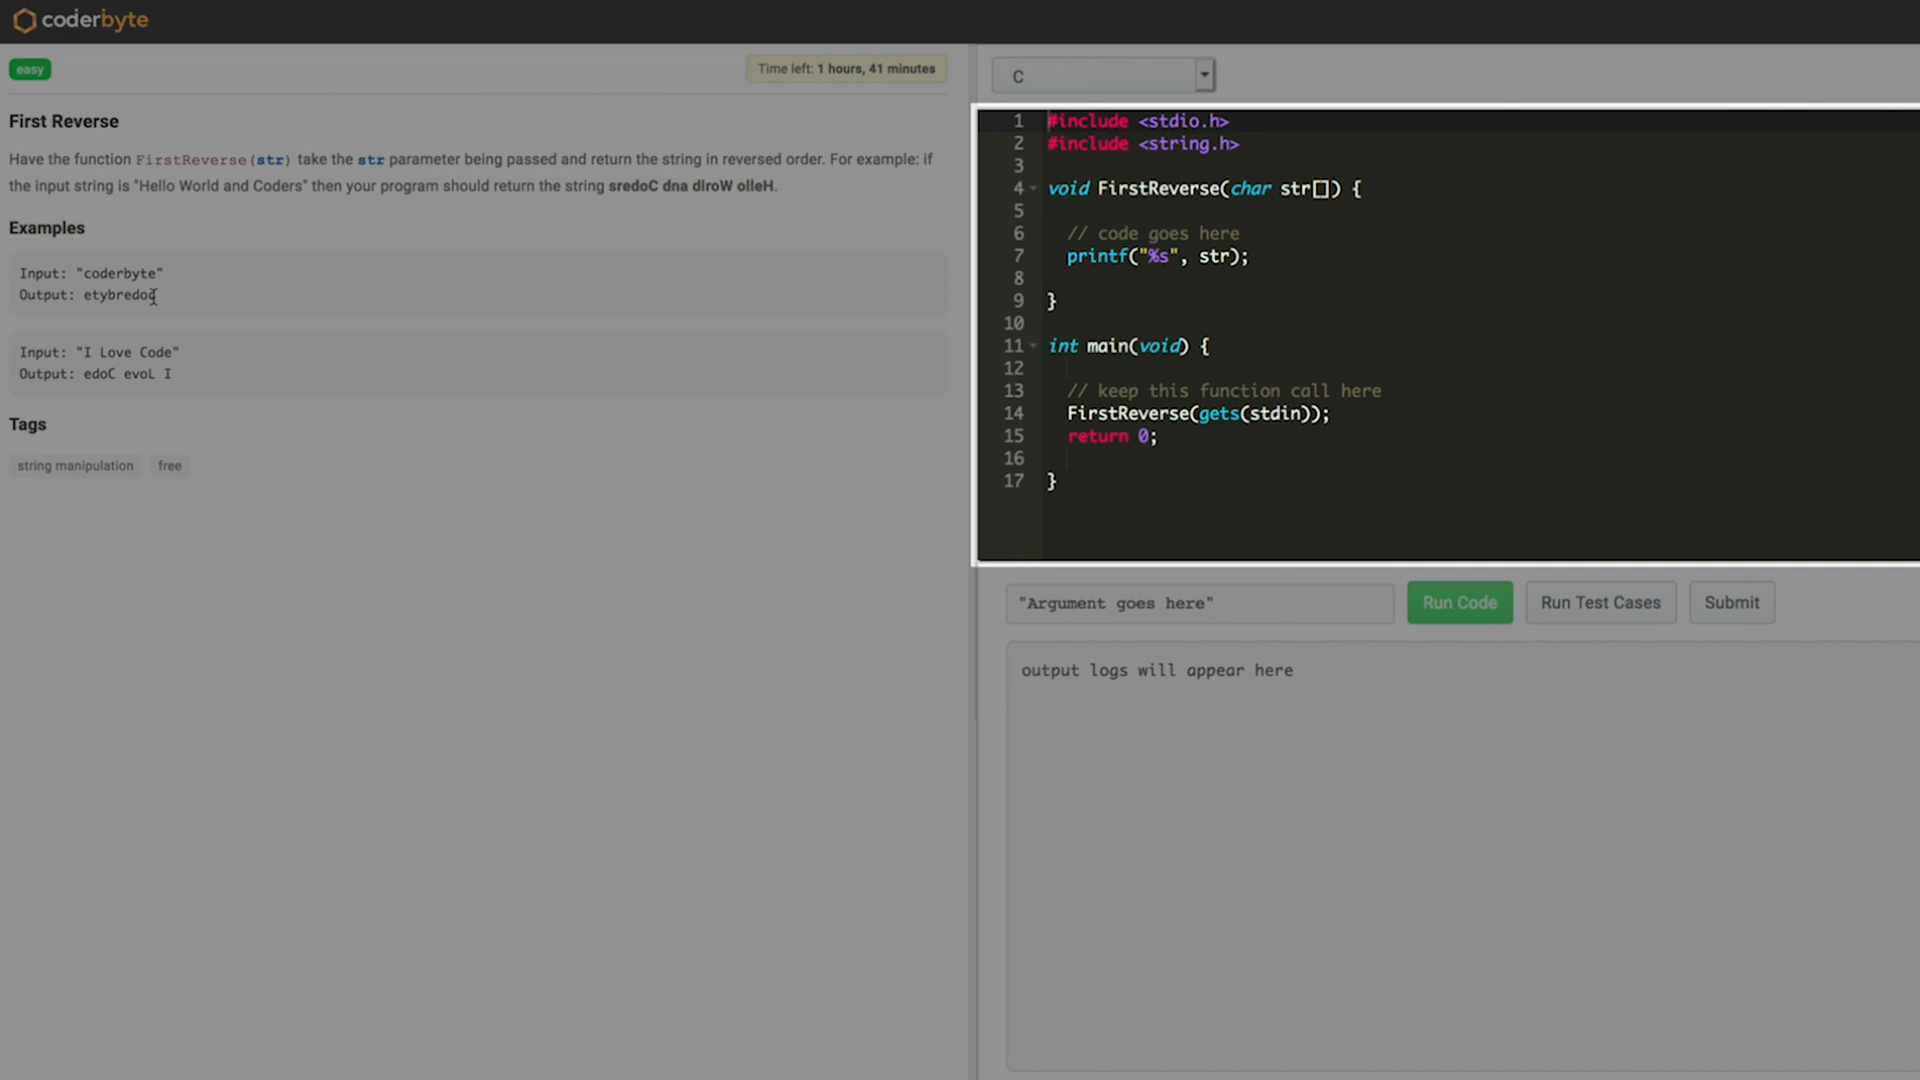 coderbyte
easy
Time left: 1 hours, 41 minutes
First Reverse
Have the function FirstReverse(str) take the str parameter being passed and return the string in reversed order. For example: if
the input string is "Hello World and Coders" then your program should return the string sredoC dna dlroW olleH.
Examples
Input: "coderbyte"
Output: etybredoc
Input: "I Love Code"
Output: edoC evoL I
Tags
string manipulation free
C
1 #include <stdio.h>
2 #include <string.h>
3
4 void FirstReverse(char str[]) {
5
6 // code goes here
7 printf("%s", str);
8
9 }
10
11 int main(void) {
12
13 // keep this function call here
14 FirstReverse(gets(stdin));
15 return 0;
16
17 }
"Argument goes here"
Run Code
Run Test Cases
Submit
output logs will appear here